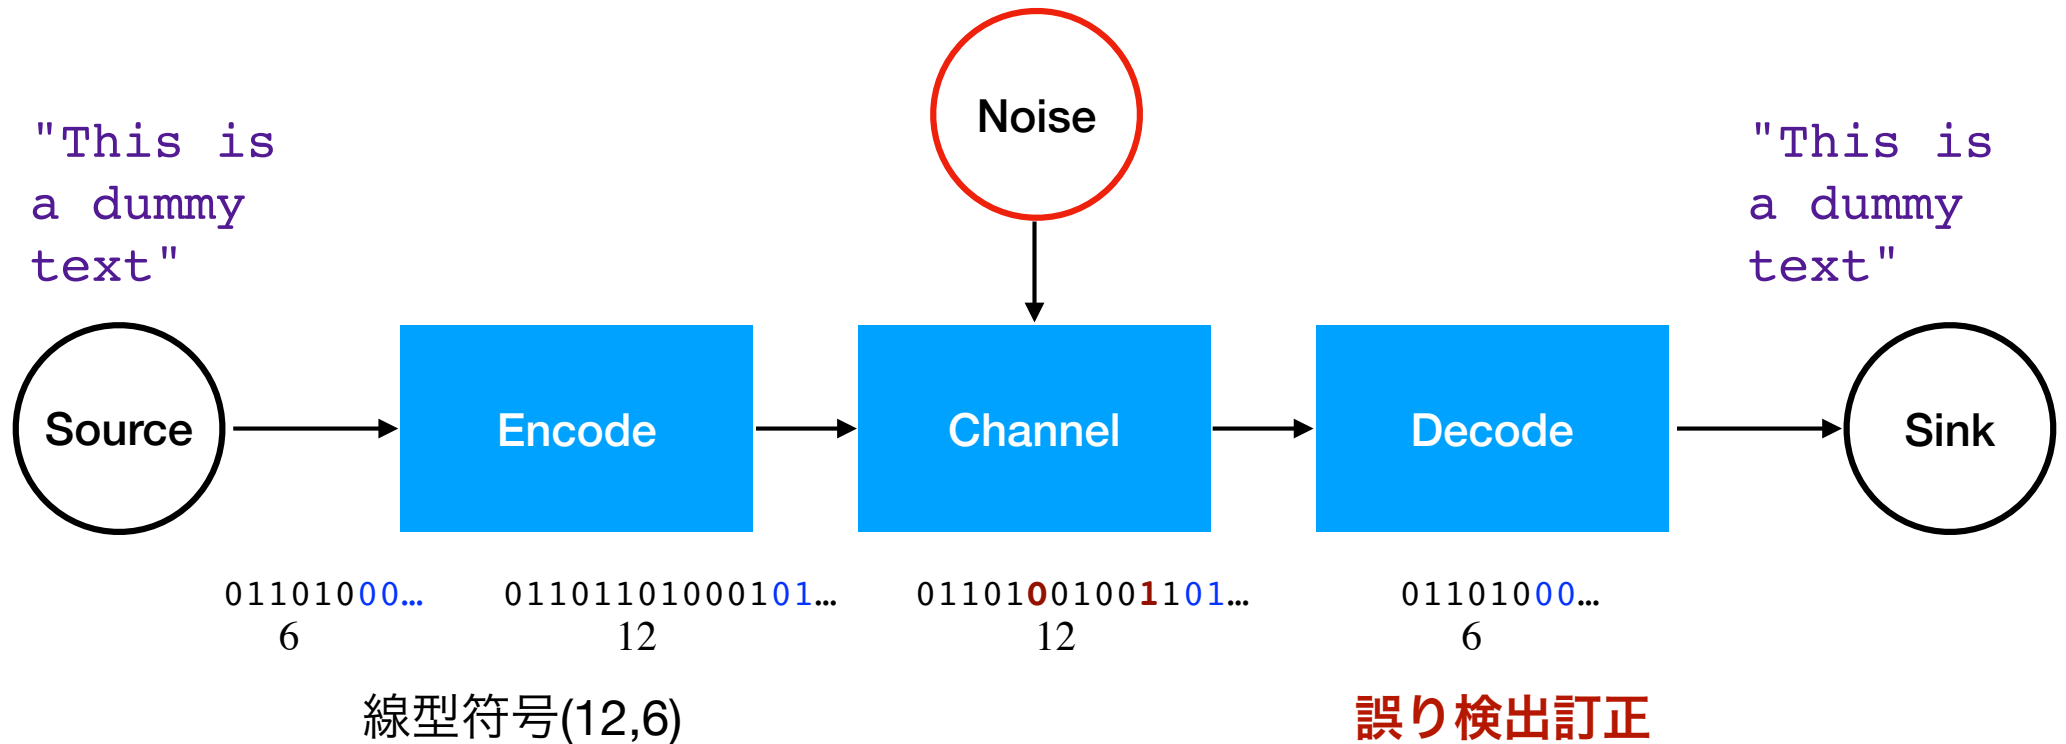 Noise
"This is
a dummy
text"
"This is
a dummy
text"
Source
Encode
Channel
Decode
Sink
01101000…
01101101000101…
01101001001101…
01101000…
6
12
12
6
線型符号(12,6)
誤り検出訂正